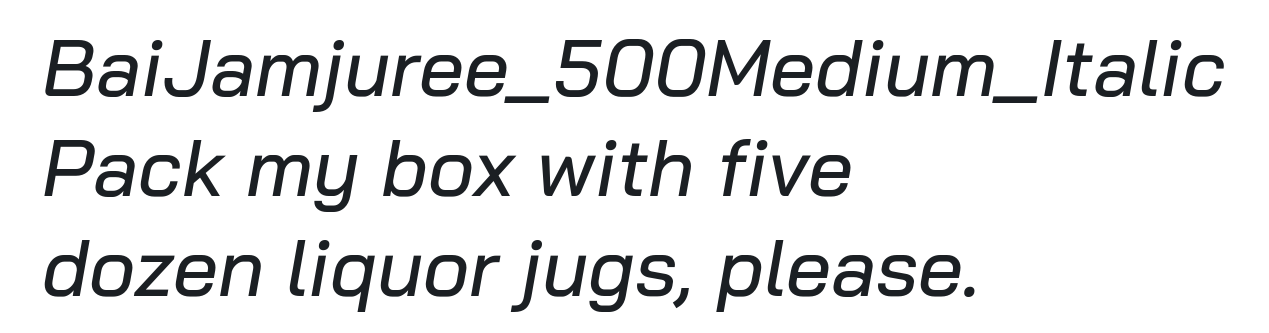 BaiJamjuree_500Medium_Italic
Pack my box with five
dozen liquor jugs, please.